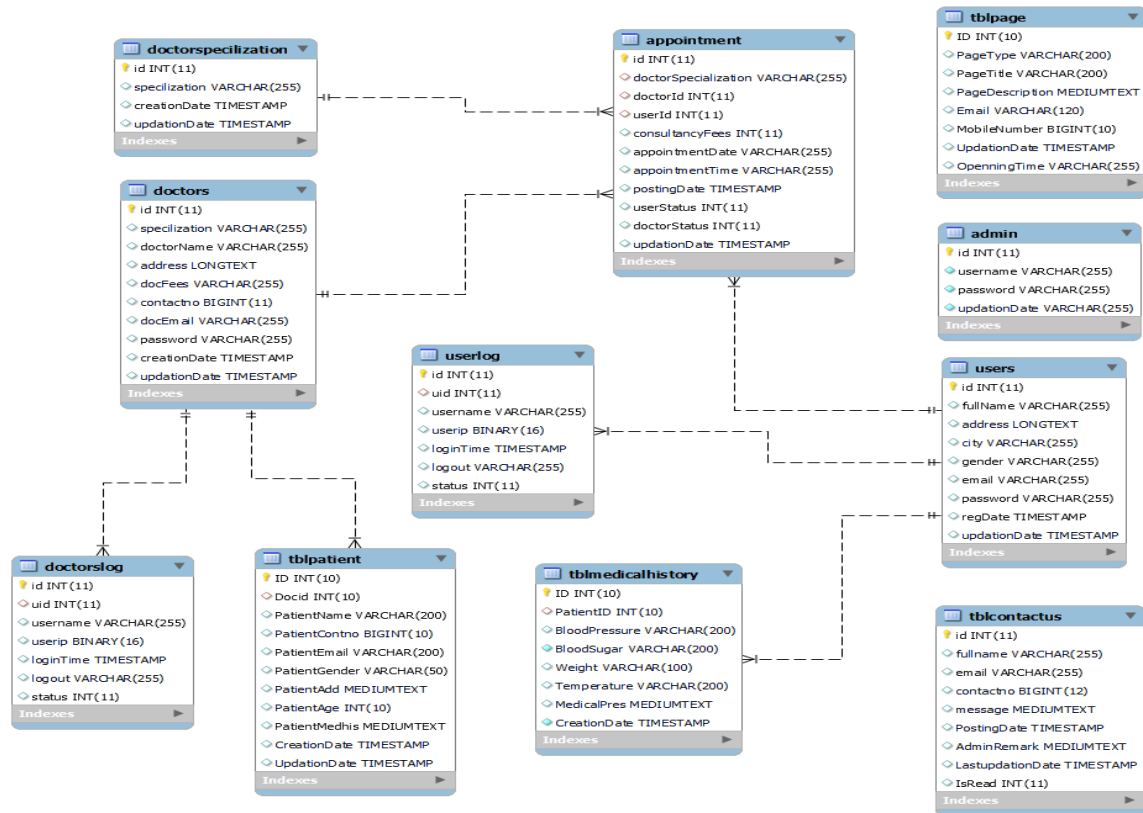 doctorspecilization
id INT(11)
specilization VARCHAR(255)
creationDate TIMESTAMP
updationDate TIMESTAMP
Indexes
appointment
id INT(11)
doctorSpecialization VARCHAR(255)
doctorId INT(11)
userId INT(11)
consultancyFees INT(11)
appointmentDate VARCHAR(255)
appointmentTime VARCHAR(255)
postingDate TIMESTAMP
userStatus INT(11)
doctorStatus INT(11)
updationDate TIMESTAMP
Indexes
tblpage
ID INT(10)
PageType VARCHAR(200)
PageTitle VARCHAR(200)
PageDescription MEDIUMTEXT
Email VARCHAR(120)
MobileNumber BIGINT(10)
UpdationDate TIMESTAMP
OpenningTime VARCHAR(255)
Indexes
doctors
id INT(11)
specilization VARCHAR(255)
doctorName VARCHAR(255)
address LONGTEXT
docFees VARCHAR(255)
contactno BIGINT(11)
docEmail VARCHAR(255)
password VARCHAR(255)
creationDate TIMESTAMP
updationDate TIMESTAMP
Indexes
admin
id INT(11)
username VARCHAR(255)
password VARCHAR(255)
updationDate VARCHAR(255)
Indexes
userlog
id INT(11)
uid INT(11)
username VARCHAR(255)
userip BINARY(16)
loginTime TIMESTAMP
logout VARCHAR(255)
status INT(11)
Indexes
users
id INT(11)
fullName VARCHAR(255)
address LONGTEXT
city VARCHAR(255)
gender VARCHAR(255)
email VARCHAR(255)
password VARCHAR(255)
regDate TIMESTAMP
updationDate TIMESTAMP
Indexes
doctorslog
id INT(11)
uid INT(11)
username VARCHAR(255)
userip BINARY(16)
loginTime TIMESTAMP
logout VARCHAR(255)
status INT(11)
Indexes
tblpatient
ID INT(10)
Docid INT(10)
PatientName VARCHAR(200)
PatientContno BIGINT(10)
PatientEmail VARCHAR(200)
PatientGender VARCHAR(50)
PatientAdd MEDIUMTEXT
PatientAge INT(10)
PatientMedhis MEDIUMTEXT
CreationDate TIMESTAMP
UpdationDate TIMESTAMP
Indexes
tblmedicalhistory
ID INT(10)
PatientID INT(10)
BloodPressure VARCHAR(200)
BloodSugar VARCHAR(200)
Weight VARCHAR(100)
Temperature VARCHAR(200)
MedicalPres MEDIUMTEXT
CreationDate TIMESTAMP
Indexes
tblcontactus
id INT(11)
fullname VARCHAR(255)
email VARCHAR(255)
contactno BIGINT(12)
message MEDIUMTEXT
PostingDate TIMESTAMP
AdminRemark MEDIUMTEXT
LastupdationDate TIMESTAMP
IsRead INT(11)
Indexes